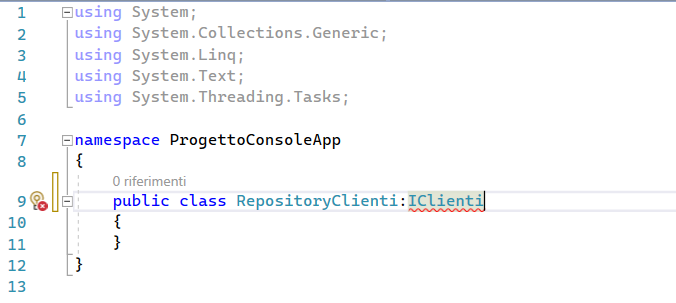 1 using System;
2 using System.Collections.Generic;
3 using System.Linq;
4 using System.Text;
5 using System.Threading.Tasks;
6
7 namespace ProgettoConsoleApp
8 {
0 riferimenti
9 public class RepositoryClienti:IClienti
10 {
11 }
12 }
13